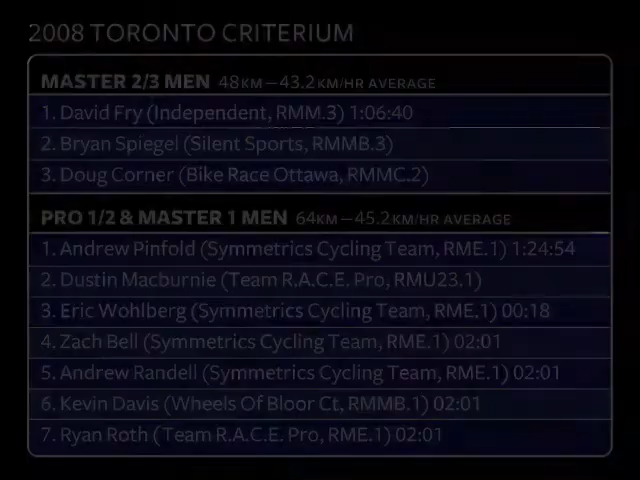 2008 TORONTO CRITERIUM
MASTER 2/3 MEN 48KM—43.2KM/HR AVERAGE
1. David Fry (Independent, RMM.3) 1:06:40
2. Bryan Spiegel (Silent Sports, RMMB.3)
3. Doug Corner (Bike Race Ottawa, RMMC.2)
PRO 1/2 & MASTER 1 MEN 64KM—45.2KM/HR AVERAGE
1. Andrew Pinfold (Symmetrics Cycling Team, RME.1) 1:24:54
2. Dustin Macburnie (Team R.A.C.E. Pro, RMU23.1)
3. Eric Wohlberg (Symmetrics Cycling Team, RME.1) 00:18
4. Zach Bell (Symmetrics Cycling Team, RME.1) 02:01
5. Andrew Randell (Symmetrics Cycling Team, RME.1) 02:01
6. Kevin Davis (Wheels Of Bloor Ct, RMMB.1) 02:01
7. Ryan Roth (Team R.A.C.E. Pro, RME.1) 02:01